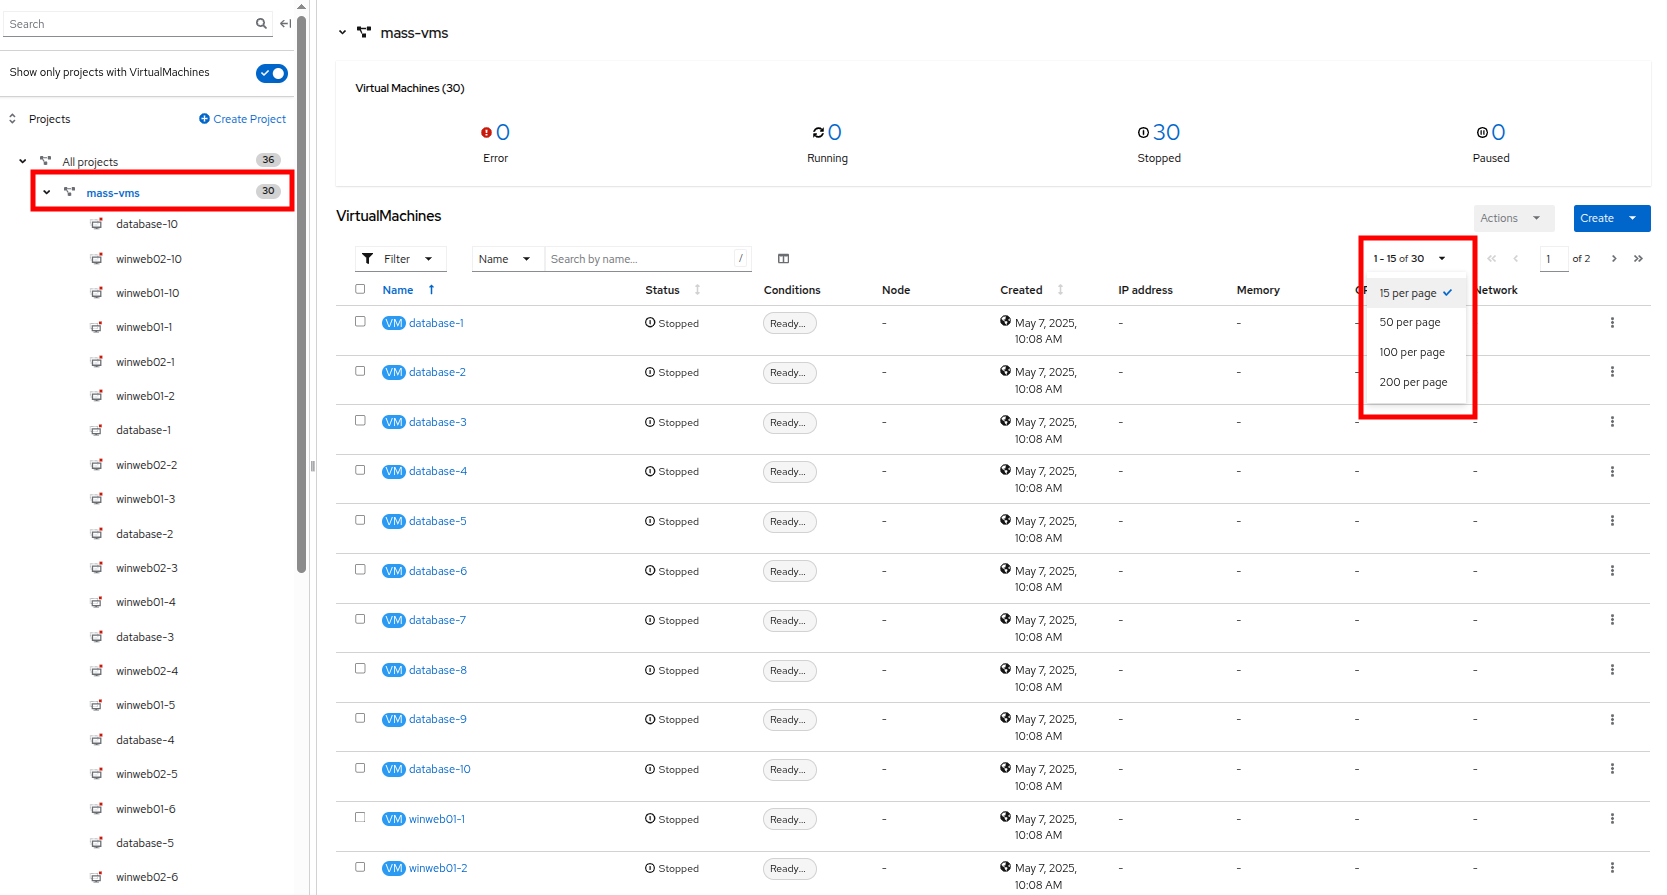 Search
Show only projects with VirtualMachines
Projects
Create Project
All projects
36
mass-vms
30
database-10
winweb02-10
winweb01-10
winweb01-1
winweb02-1
winweb01-2
database-1
winweb02-2
winweb01-3
database-2
winweb02-3
winweb01-4
database-3
winweb02-4
winweb01-5
database-4
winweb02-5
winweb01-6
database-5
winweb02-6
mass-vms
Virtual Machines (30)
0 0 30 0
Error Running Stopped Paused
VirtualMachines
Actions Create
Filter Name Search by name... / 1 - 15 of 30 1 of 2
15 per page
50 per page
100 per page
200 per page
Name Status Conditions Node Created IP address Memory Network
VM database-1 Stopped Ready... - May 7, 2025, - - - -
10:08 AM
VM database-2 Stopped Ready... - May 7, 2025, - -
10:08 AM
VM database-3 Stopped Ready... - May 7, 2025, - - - -
10:08 AM
VM database-4 Stopped Ready... - May 7, 2025, - - - -
10:08 AM
VM database-5 Stopped Ready... - May 7, 2025, - - - -
10:08 AM
VM database-6 Stopped Ready... - May 7, 2025, - - - -
10:08 AM
VM database-7 Stopped Ready... - May 7, 2025, - - - -
10:08 AM
VM database-8 Stopped Ready... - May 7, 2025, - - - -
10:08 AM
VM database-9 Stopped Ready... - May 7, 2025, - - - -
10:08 AM
VM database-10 Stopped Ready... - May 7, 2025, - - - -
10:08 AM
VM winweb01-1 Stopped Ready... - May 7, 2025, - - - -
10:08 AM
VM winweb01-2 Stopped Ready... - May 7, 2025, - - - -
10:08 AM